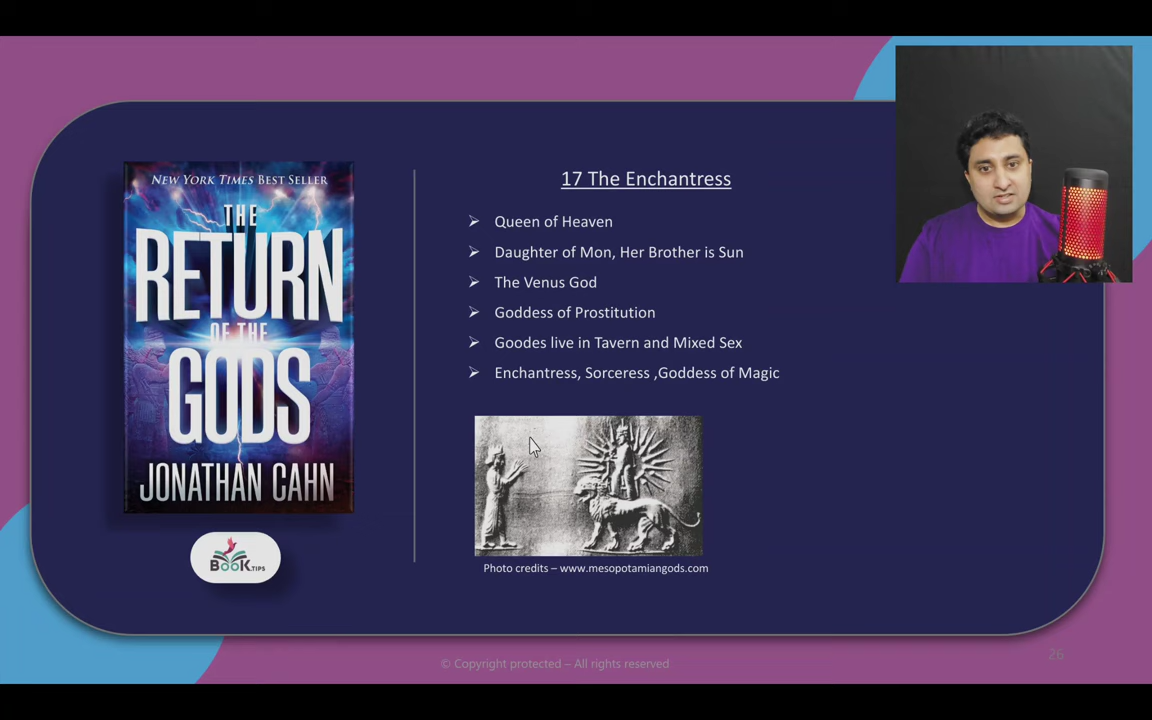 NEW YORK TIMES BEST SELLER
THE
RETURN
OF THE
GODS
JONATHAN CAHN
BOOK.TIPS
17 The Enchantress
Queen of Heaven
Daughter of Mon, Her Brother is Sun
The Venus God
Goddess of Prostitution
Goodes live in Tavern and Mixed Sex
Enchantress, Sorceress ,Goddess of Magic
Photo credits – www.mesopotamiangods.com
© Copyright protected – All rights reserved
26